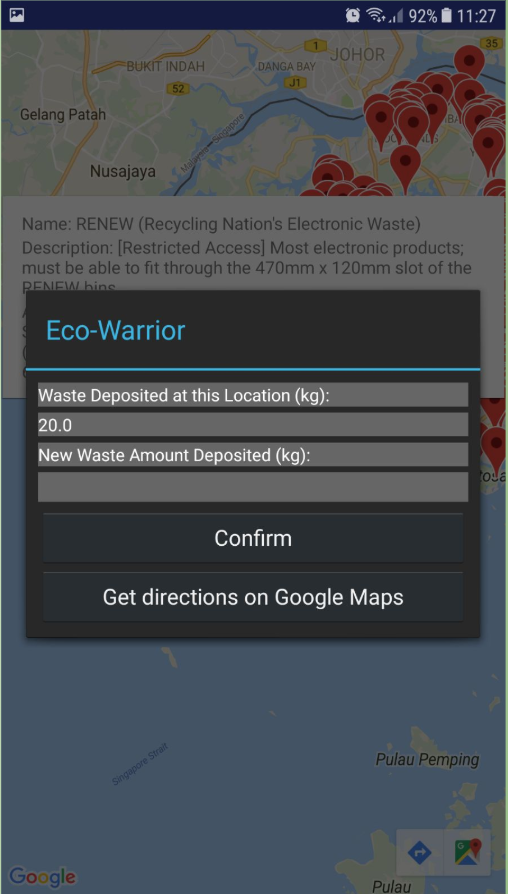 92% 11:27
1
35
JOHOR
BUKIT INDAH
DANGA BAY
J1
52
Gelang Patah
Malaysia - Singapore
Nusajaya
Name: RENEW (Recycling Nation's Electronic Waste)
Description: [Restricted Access] Most electronic products;
must be able to fit through the 470mm x 120mm slot of the
RENEW bins
Eco-Warrior
Waste Deposited at this Location (kg):
20.0
New Waste Amount Deposited (kg):
Confirm
Get directions on Google Maps
Singapore Strait
Pulau Pemping
Google
Pulau